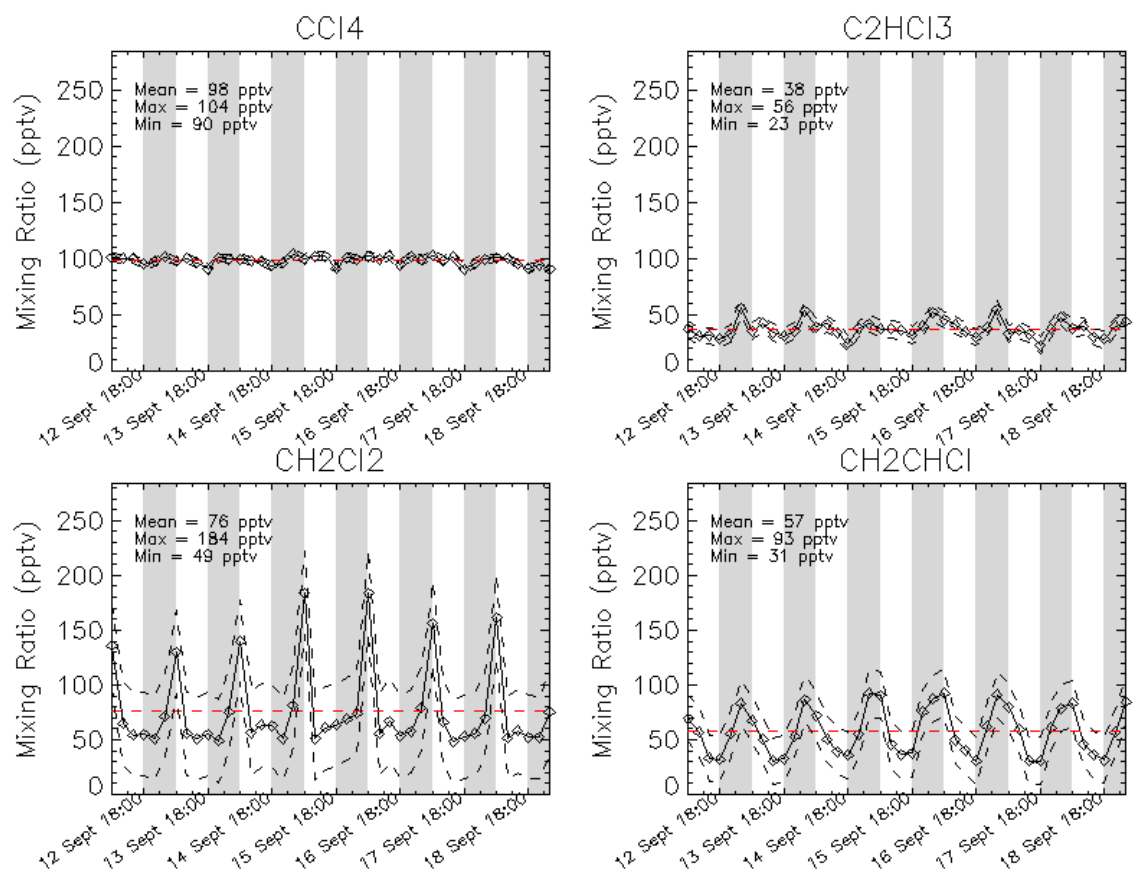 CCl4
Mean = 98 pptv
Max = 104 pptv
Min = 90 pptv
Mixing Ratio (pptv)
250
200
150
100
50
0
12 Sept 18:00
13 Sept 18:00
14 Sept 18:00
15 Sept 18:00
16 Sept 18:00
17 Sept 18:00
18 Sept 18:00
C2HCl3
Mean = 38 pptv
Max = 56 pptv
Min = 23 pptv
Mixing Ratio (pptv)
250
200
150
100
50
0
12 Sept 18:00
13 Sept 18:00
14 Sept 18:00
15 Sept 18:00
16 Sept 18:00
17 Sept 18:00
18 Sept 18:00
CH2Cl2
Mean = 76 pptv
Max = 184 pptv
Min = 49 pptv
Mixing Ratio (pptv)
250
200
150
100
50
0
12 Sept 18:00
13 Sept 18:00
14 Sept 18:00
15 Sept 18:00
16 Sept 18:00
17 Sept 18:00
18 Sept 18:00
CH2CHCl
Mean = 57 pptv
Max = 93 pptv
Min = 31 pptv
Mixing Ratio (pptv)
250
200
150
100
50
0
12 Sept 18:00
13 Sept 18:00
14 Sept 18:00
15 Sept 18:00
16 Sept 18:00
17 Sept 18:00
18 Sept 18:00